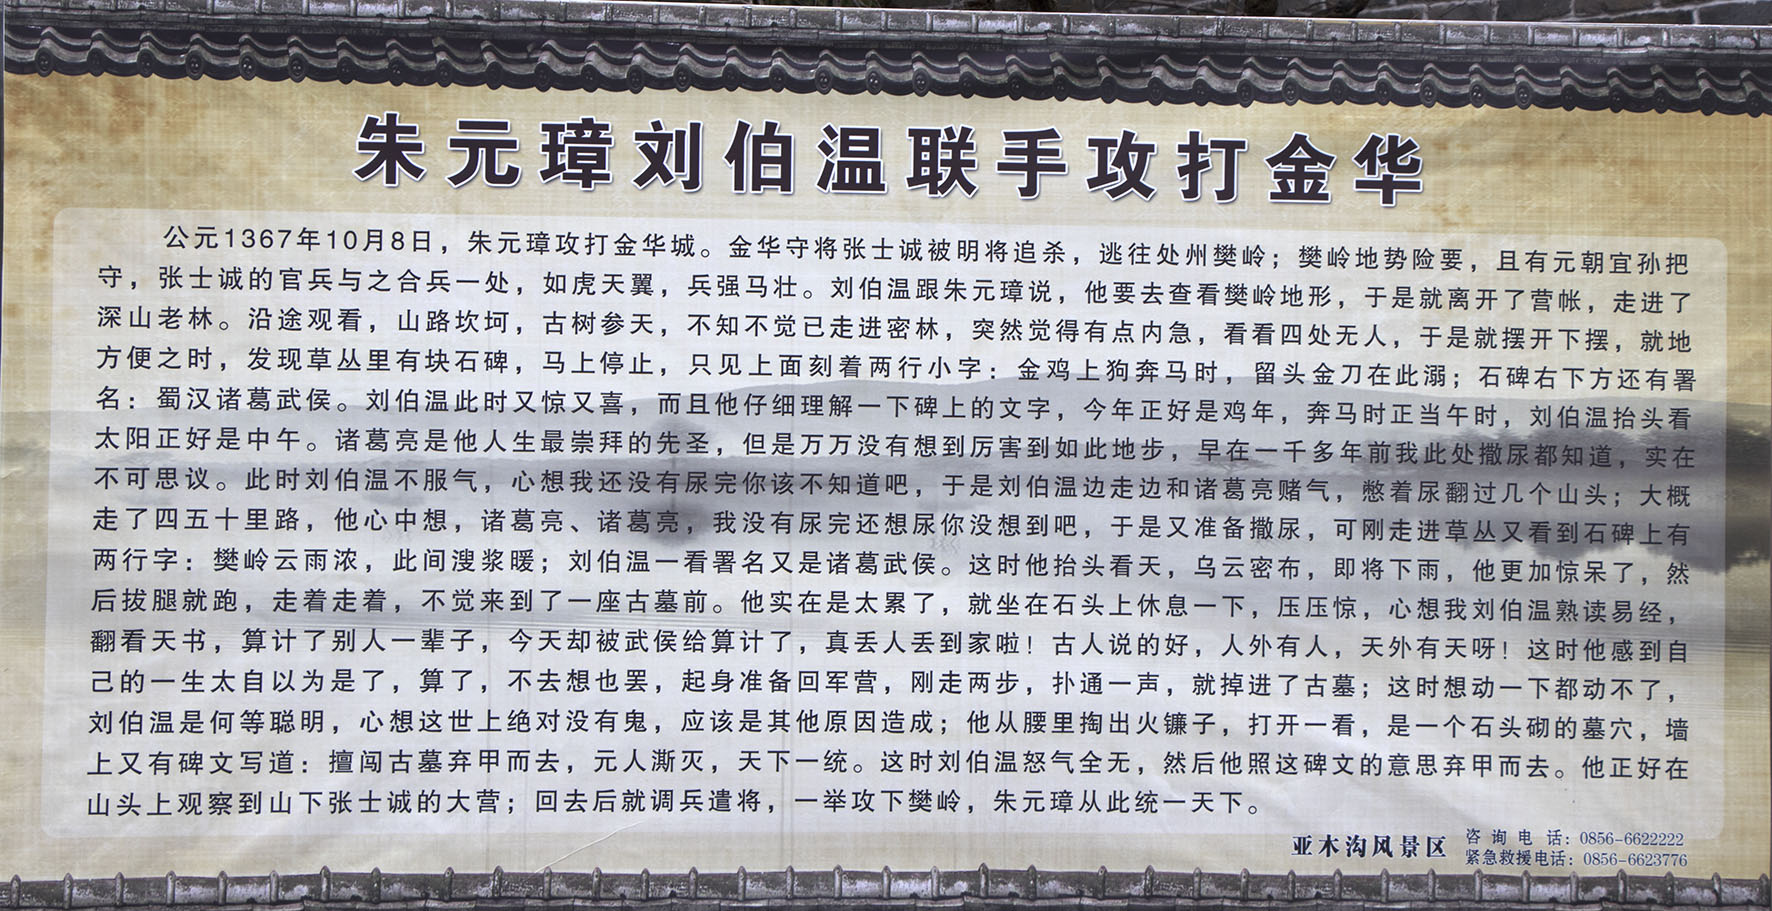 朱元璋刘伯温联手攻打金华
公元1367年10月8日，朱元璋攻打金华城。金华守将张士诚被明将追杀，逃往处州樊岭；樊岭地势险要，且有元朝宜孙把
守，张士诚的官兵与之合兵一处，如虎天翼，兵强马壮。刘伯温跟朱元璋说，他要去查看樊岭地形，于是就离开了营帐，走进了
深山老林。沿途观看，山路坎坷，古树参天，不知不觉已走进密林，突然觉得有点内急，看看四处无人，于是就摆开下摆，就地
方便之时，发现草丛里有块石碑，马上停止，只见上面刻着两行小字：金鸡上狗奔马时，留头金刀在此溺；石碑右下方还有署
名：蜀汉诸葛武侯。刘伯温此时又惊又喜，而且他仔细理解一下碑上的文字，今年正好是鸡年，奔马时正当午时，刘伯温抬头看
太阳正好是中午。诸葛亮是他人生最崇拜的先圣，但是万万没有想到厉害到如此地步，早在一千多年前我此处撒尿都知道，实在
不可思议。此时刘伯温不服气，心想我还没有尿完你该不知道吧，于是刘伯温边走边和诸葛亮赌气，憋着尿翻过几个山头；大概
走了四五十里路，他心中想，诸葛亮、诸葛亮，我没有尿完还想尿你没想到吧，于是又准备撒尿，可刚走进草丛又看到石碑上有
两行字：樊岭云雨浓，此间溲浆暖；刘伯温一看署名又是诸葛武侯。这时他抬头看天，乌云密布，即将下雨，他更加惊呆了，然
后拔腿就跑，走着走着，不觉来到了一座古墓前。他实在是太累了，就坐在石头上休息一下，压压惊，心想我刘伯温熟读易经，
翻看天书，算计了别人一辈子，今天却被武侯给算计了，真丢人丢到家啦！古人说的好，人外有人，天外有天呀！这时他感到自
己的一生太自以为是了，算了，不去想也罢，起身准备回军营，刚走两步，扑通一声，就掉进了古墓；这时想动一下都动不了，
刘伯温是何等聪明，心想这世上绝对没有鬼，应该是其他原因造成；他从腰里掏出火镰子，打开一看，是一个石头砌的墓穴，墙
上又有碑文写道：擅闯古墓弃甲而去，元人澌灭，天下一统。这时刘伯温怒气全无，然后他照这碑文的意思弃甲而去。他正好在
山头上观察到山下张士诚的大营；回去后就调兵遣将，一举攻下樊岭，朱元璋从此统一天下。
亚木沟风景区
咨询电话：0856-6622222
紧急救援电话：0856-6623776